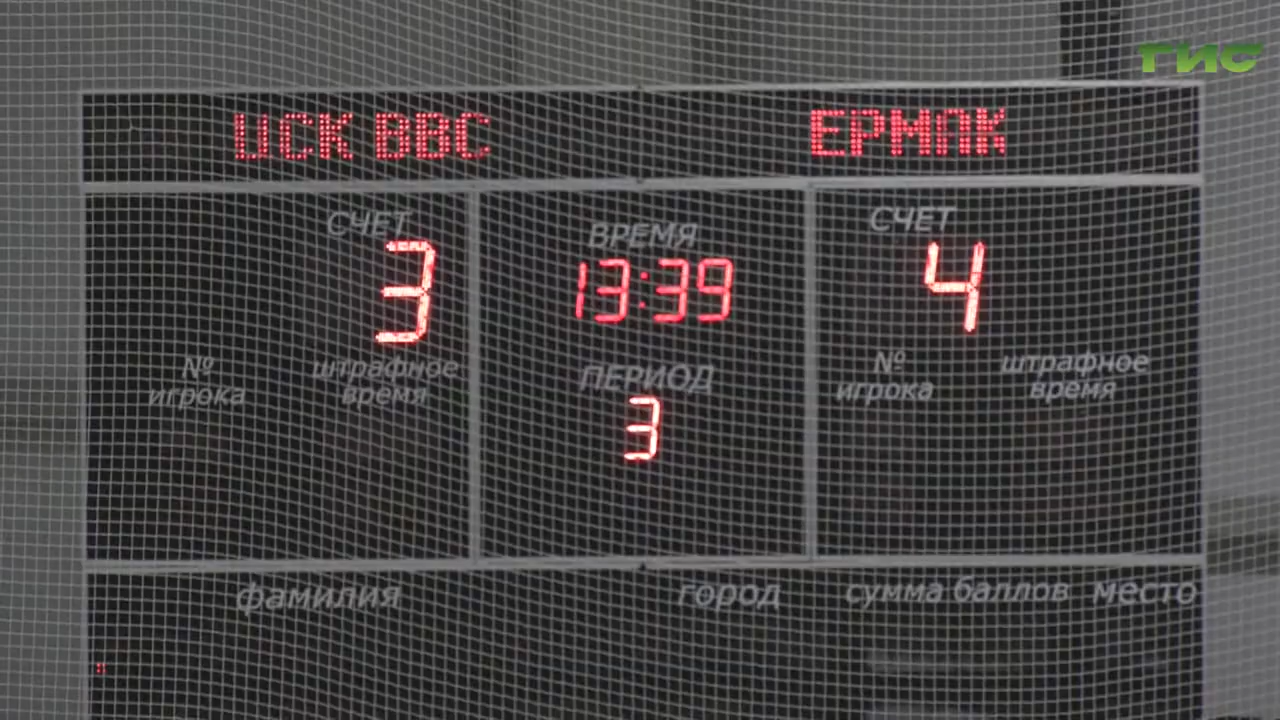 ГИС
ЦСК ВВС
ЕРМАК
СЧЕТ
ВРЕМЯ
СЧЕТ
3
13:39
4
№
игрока
штрафное
время
ПЕРИОД
3
№
игрока
штрафное
время
фамилия
город
сумма баллов
место